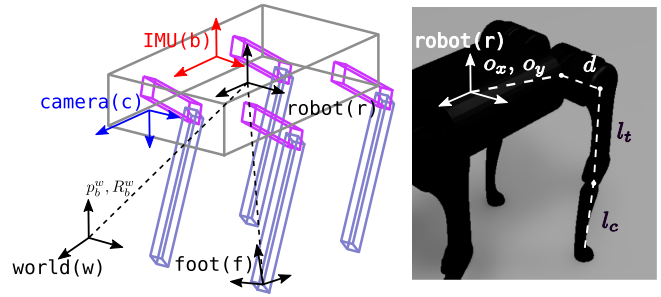 IMU(b)
camera(c)
robot(r)
p_b^w, R_b^w
world(w)
foot(f)
robot(r)
o_x, o_y
d
l_t
l_c